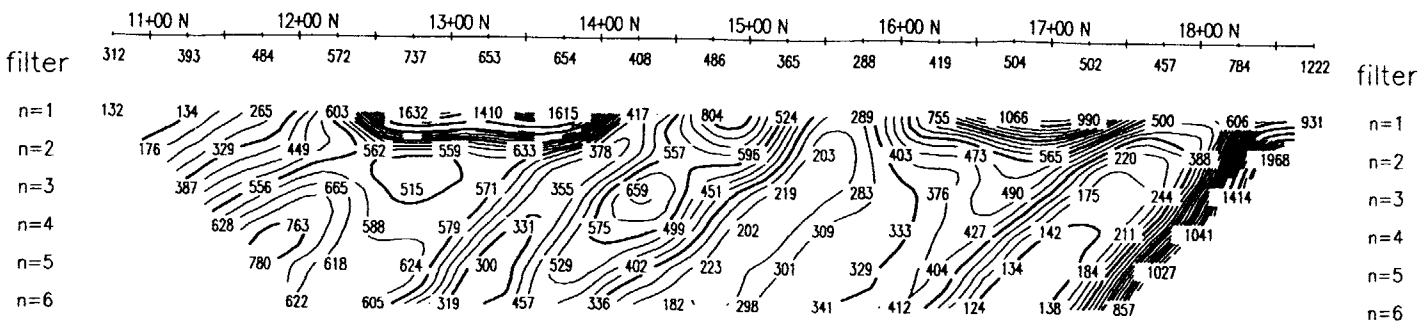 11+00 N 12+00 N 13+00 N 14+00 N 15+00 N 16+00 N 17+00 N 18+00 N
filter 312 393 484 572 737 653 654 408 486 365 288 419 504 502 457 784 1222 filter
n=1 132 134 265 603 1632 1410 1615 417 804 524 289 755 1066 990 500 606 931 n=1
n=2 176 329 449 562 559 633 378 557 596 203 403 473 565 220 388 1968 n=2
n=3 387 556 665 515 571 355 659 451 219 283 376 490 175 244 1414 n=3
n=4 628 763 588 579 331 575 499 202 309 333 427 142 211 1041 n=4
n=5 780 618 624 300 529 402 223 301 329 404 134 184 1027 n=5
n=6 622 605 319 457 336 182 298 341 412 124 138 857 n=6